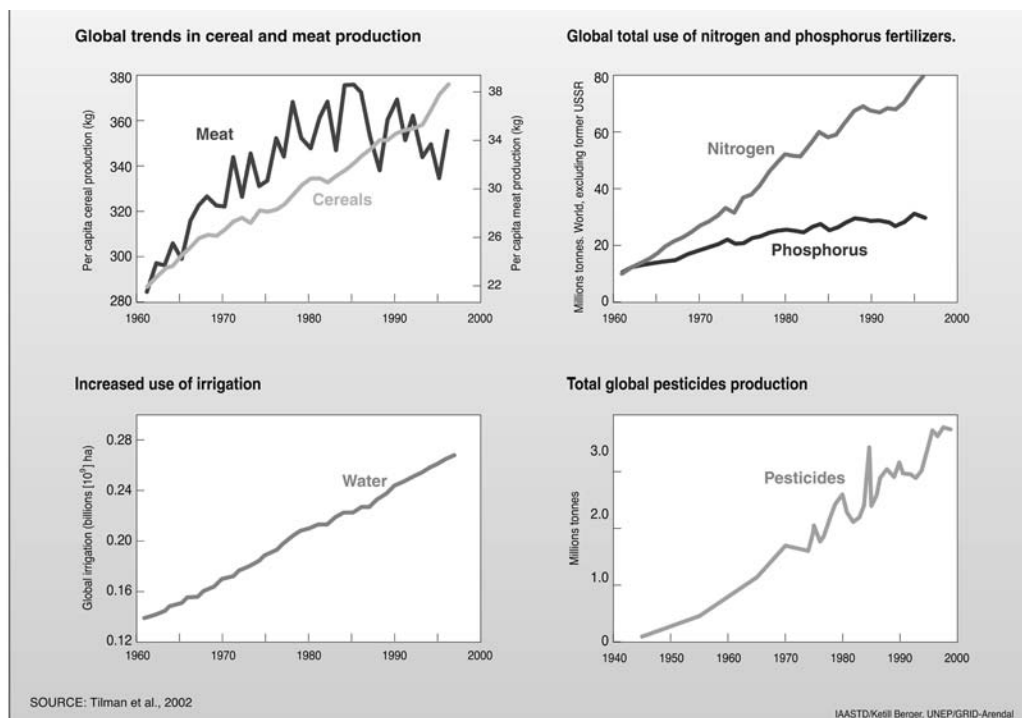 Global trends in cereal and meat production
Per capita cereal production (kg)
380
360
340
320
300
280
Meat
Cereals
38
34
30
26
22
Per capita meat production (kg)
1960
1970
1980
1990
2000
Global total use of nitrogen and phosphorus fertilizers.
Millions tonnes. World, excluding former USSR
80
60
40
20
0
Nitrogen
Phosphorus
1960
1970
1980
1990
2000
Increased use of irrigation
Global irrigation (billions [10⁹] ha)
0.28
0.24
0.20
0.16
0.12
Water
1960
1970
1980
1990
2000
Total global pesticides production
Millions tonnes
3.0
2.0
1.0
0
Pesticides
1940
1950
1960
1970
1980
1990
2000
SOURCE: Tilman et al., 2002
IAASTD/Ketill Berger, UNEP/GRID-Arendal